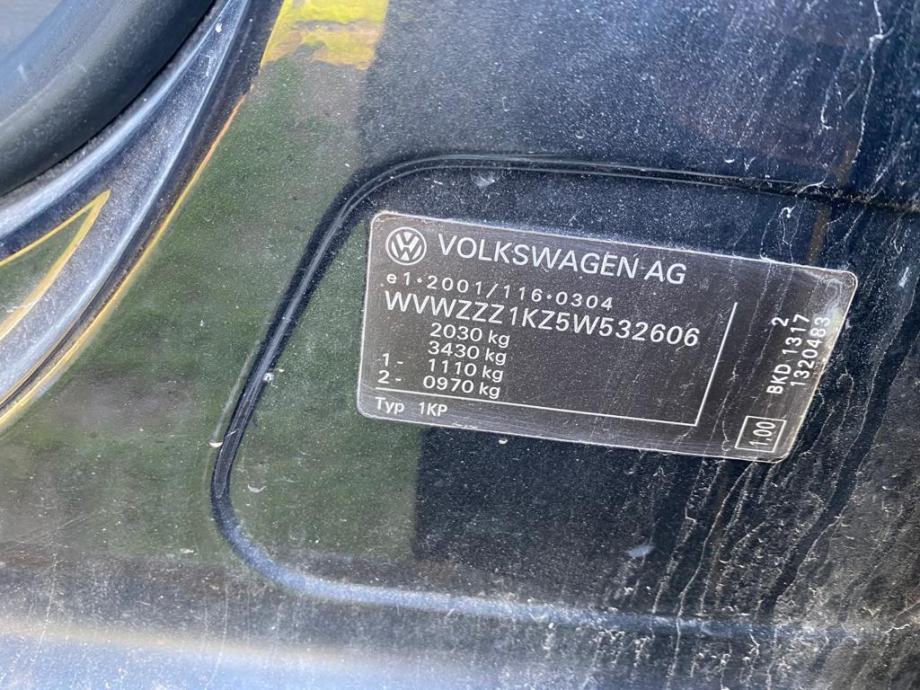 VOLKSWAGEN AG
e1*2001/116*0304
WVWZZZ1KZ5W532606
2030 kg
3430 kg
1- 1110 kg
2- 0970 kg
Typ 1KP
2
BKD 1317
1320483
1.00